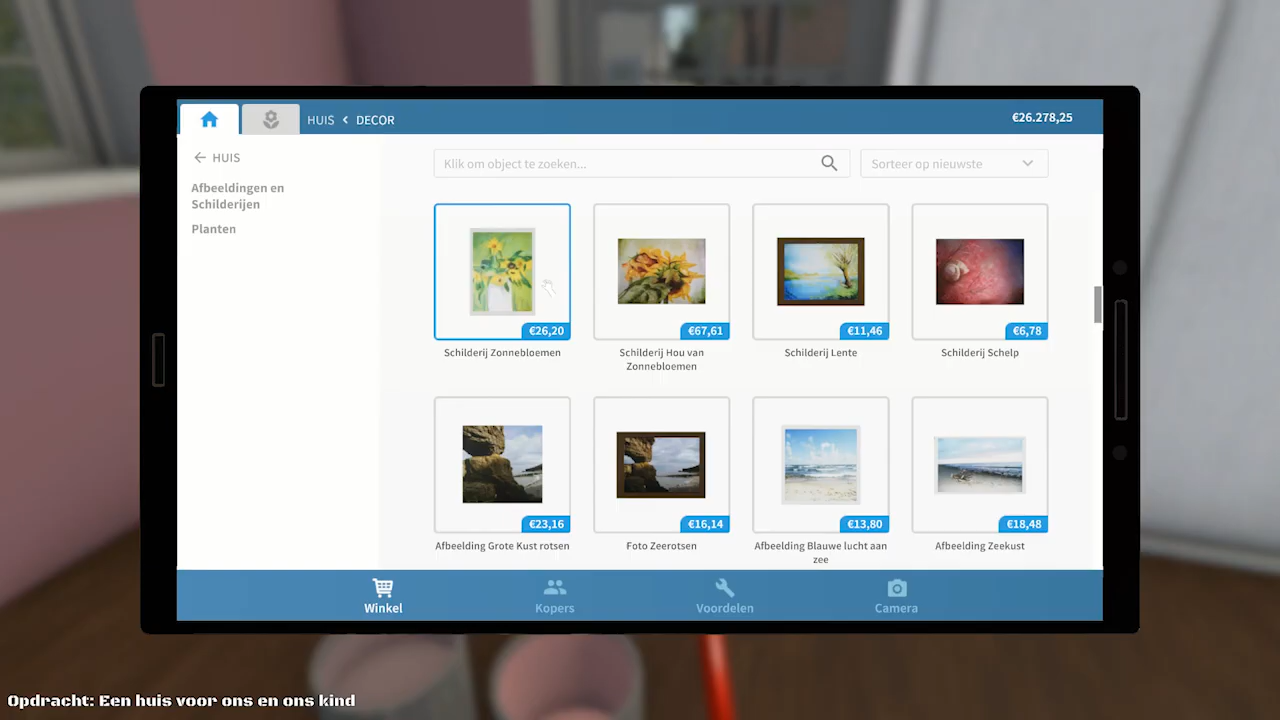 HUIS < DECOR
€26.278,25
HUIS
Afbeeldingen en
Schilderijen
Planten
Klik om object te zoeken...
Sorteer op nieuwste
€26,20
€67,61
€11,46
€6,78
Schilderij Zonnebloemen
Schilderij Hou van
Zonnebloemen
Schilderij Lente
Schilderij Schelp
€23,16
€16,14
€13,80
€18,48
Afbeelding Grote Kust rotsen
Foto Zeerotsen
Afbeelding Blauwe lucht aan
zee
Afbeelding Zeekust
Winkel
Kopers
Voordelen
Camera
Opdracht: Een huis voor ons en ons kind